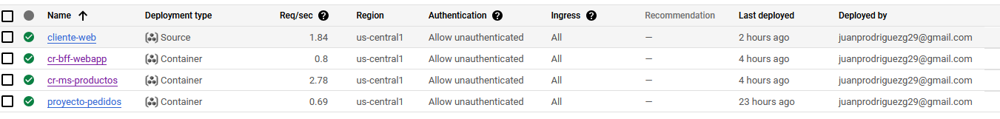 Name Deployment type Req/sec Region Authentication Ingress Recommendation Last deployed Deployed by
cliente-web Source 1.84 us-central1 Allow unauthenticated All — 2 hours ago juanprodriguezg29@gmail.com
cr-bff-webapp Container 0.8 us-central1 Allow unauthenticated All — 4 hours ago juanprodriguezg29@gmail.com
cr-ms-productos Container 2.78 us-central1 Allow unauthenticated All — 4 hours ago juanprodriguezg29@gmail.com
proyecto-pedidos Container 0.69 us-central1 Allow unauthenticated All — 23 hours ago juanprodriguezg29@gmail.com